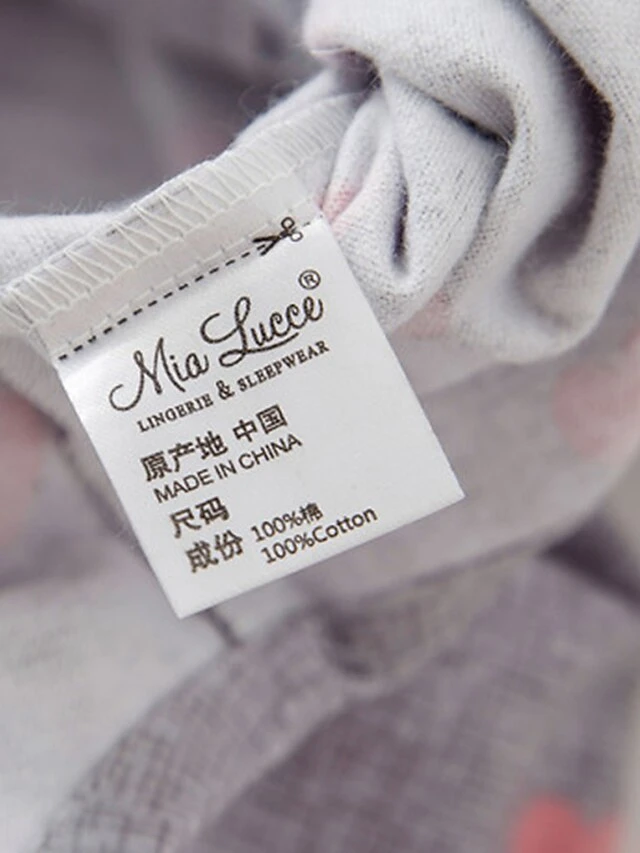 Mia Lucce®
LINGERIE & SLEEPWEAR
原产地 中国
MADE IN CHINA
尺码
成份 100%棉
100%Cotton